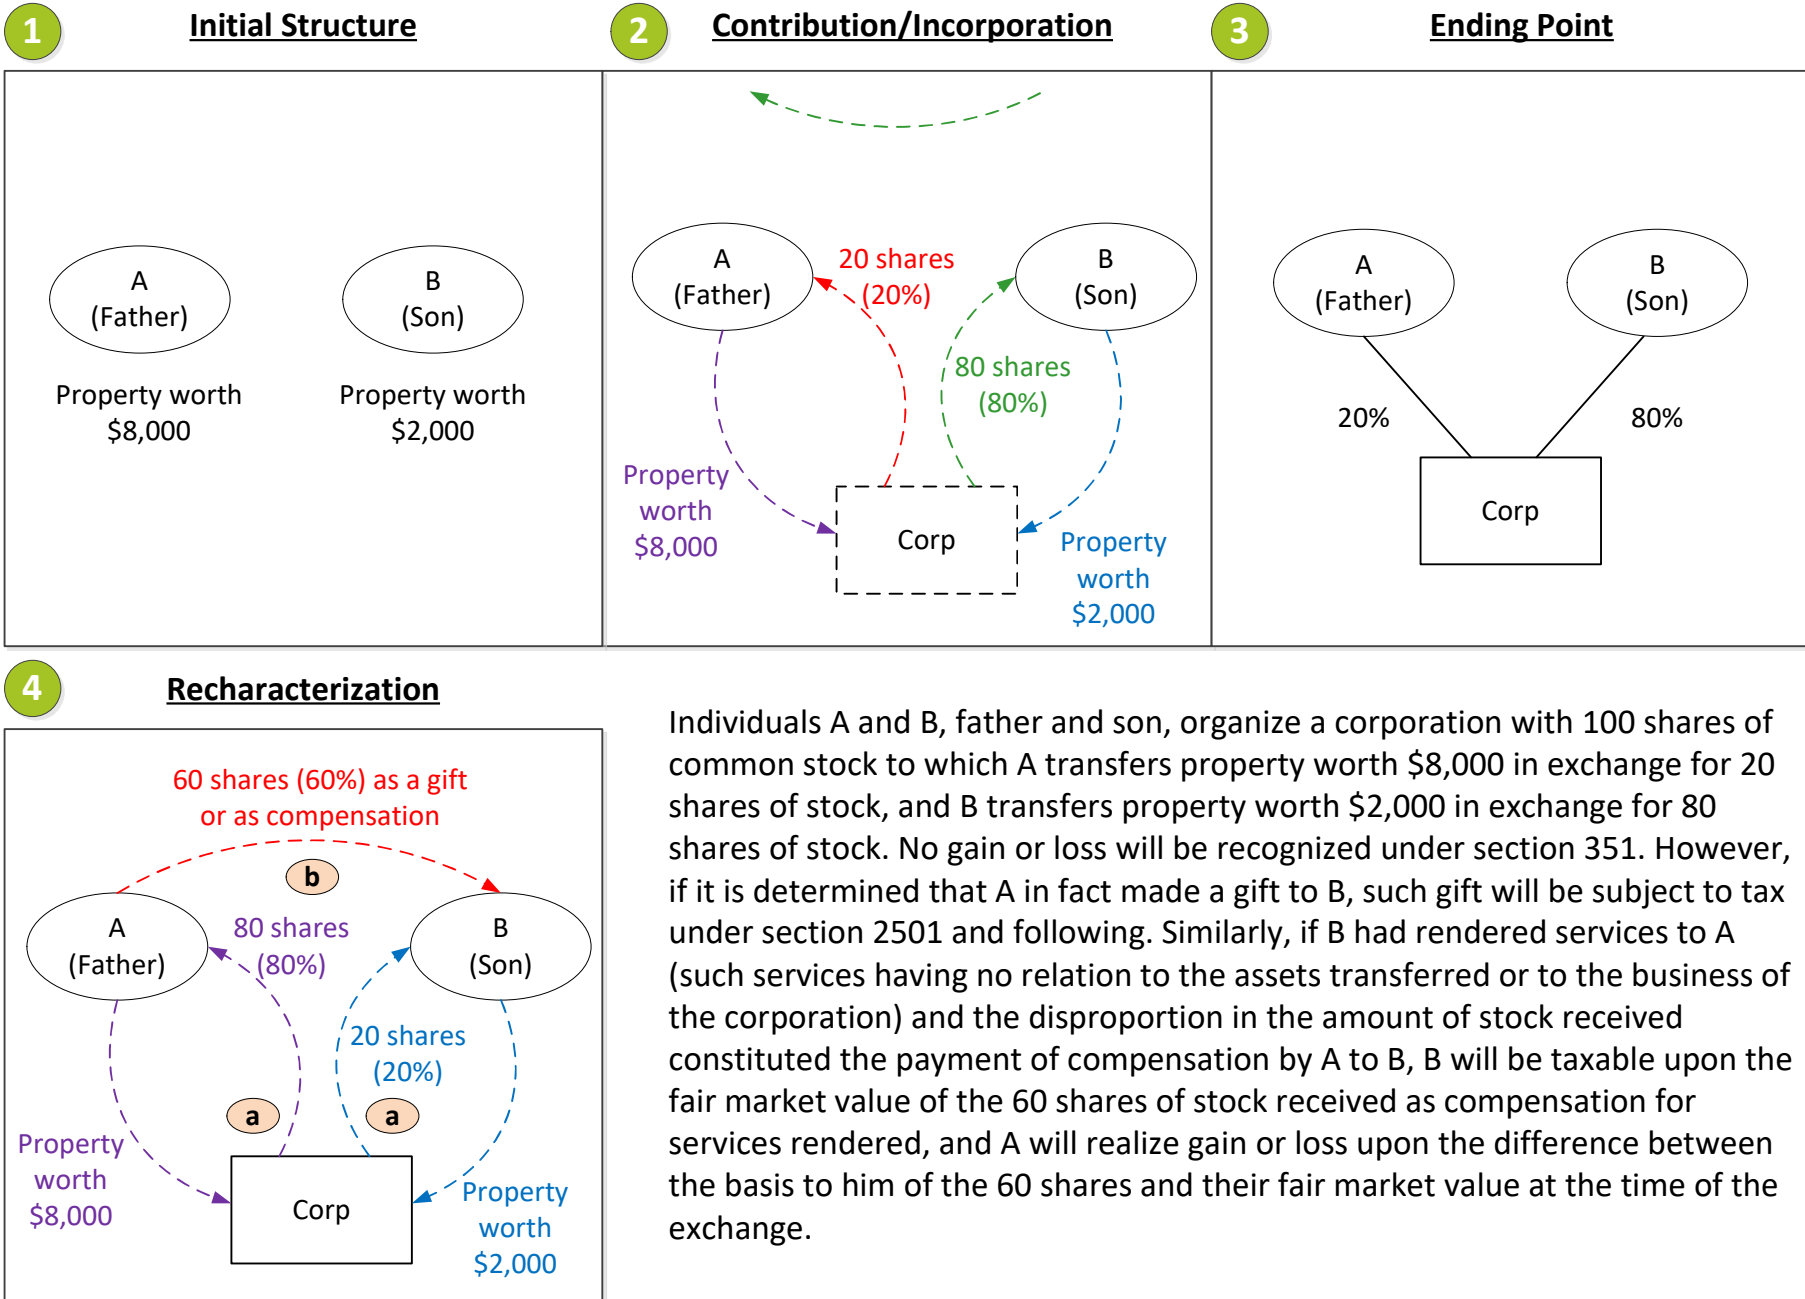 1
Initial Structure
2
Contribution/Incorporation
3
Ending Point
A
(Father)
B
(Son)
Property worth
$8,000
Property worth
$2,000
A
(Father)
20 shares
(20%)
B
(Son)
80 shares
(80%)
Property
worth
$8,000
Corp
Property
worth
$2,000
A
(Father)
B
(Son)
20%
80%
Corp
4
Recharacterization
60 shares (60%) as a gift
or as compensation
b
A
(Father)
80 shares
(80%)
B
(Son)
20 shares
(20%)
a
a
Property
worth
$8,000
Corp
Property
worth
$2,000
Individuals A and B, father and son, organize a corporation with 100 shares of
common stock to which A transfers property worth $8,000 in exchange for 20
shares of stock, and B transfers property worth $2,000 in exchange for 80
shares of stock. No gain or loss will be recognized under section 351. However,
if it is determined that A in fact made a gift to B, such gift will be subject to tax
under section 2501 and following. Similarly, if B had rendered services to A
(such services having no relation to the assets transferred or to the business of
the corporation) and the disproportion in the amount of stock received
constituted the payment of compensation by A to B, B will be taxable upon the
fair market value of the 60 shares of stock received as compensation for
services rendered, and A will realize gain or loss upon the difference between
the basis to him of the 60 shares and their fair market value at the time of the
exchange.